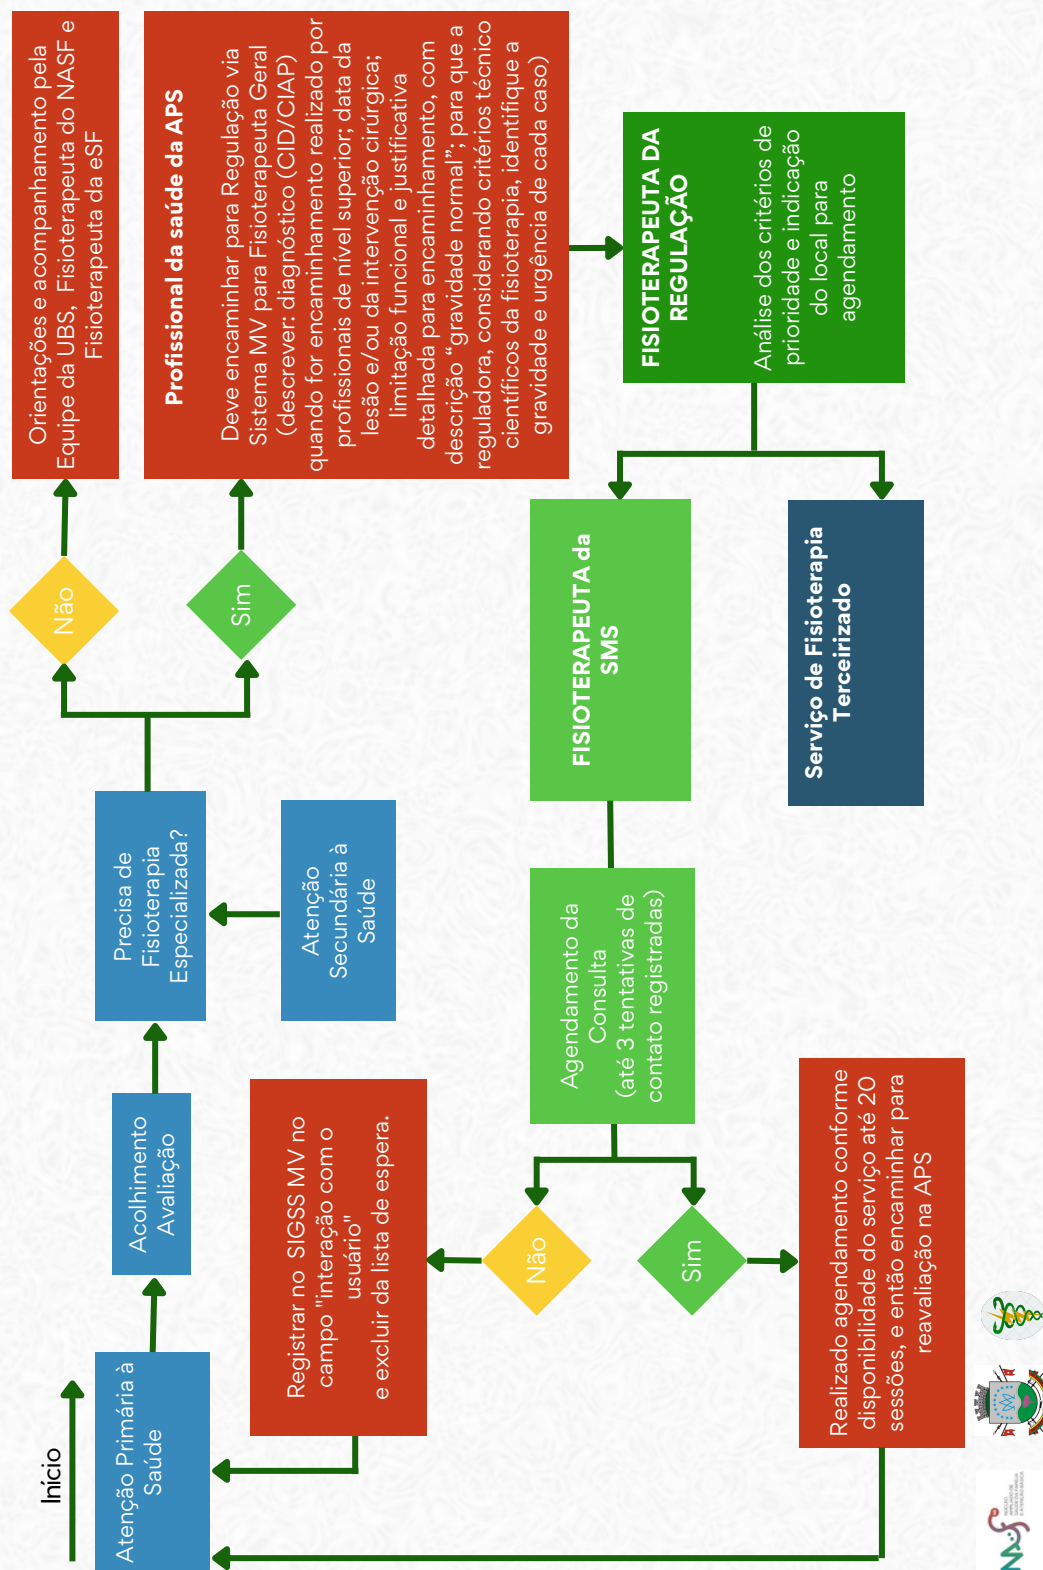 Início
Atenção Primária à
Saúde
Acolhimento
Avaliação
Precisa de
Fisioterapia
Especializada?
Atenção
Secundária à
Saúde
Não
Orientações e acompanhamento pela
Equipe da UBS, Fisioterapeuta do NASF e
Fisioterapeuta da eSF
Sim
Profissional da saúde da APS
Deve encaminhar para Regulação via
Sistema MV para Fisioterapeuta Geral
(descrever: diagnóstico (CID/CIAP)
quando for encaminhamento realizado por
profissionais de nível superior; data da
lesão e/ou da intervenção cirúrgica;
limitação funcional e justificativa
detalhada para encaminhamento, com
descrição “gravidade normal”; para que a
reguladora, considerando critérios técnico
científicos da fisioterapia, identifique a
gravidade e urgência de cada caso)
FISIOTERAPEUTA DA
REGULAÇÃO
Análise dos critérios de
prioridade e indicação
do local para
agendamento
FISIOTERAPEUTA da
SMS
Serviço de Fisioterapia
Terceirizado
Agendamento da
Consulta
(até 3 tentativas de
contato registradas)
Não
Registrar no SIGSS MV no
campo "interação com o
usuário"
e excluir da lista de espera.
Sim
Realizado agendamento conforme
disponibilidade do serviço até 20
sessões, e então encaminhar para
reavaliação na APS